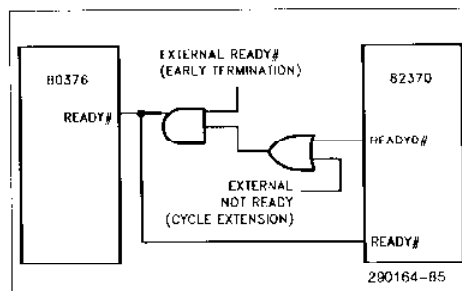 EXTERNAL READY#
(EARLY TERMINATION)
80376
82370
READY#
READYO#
EXTERNAL
NOT READY
(CYCLE EXTENSION)
READY#
290164-85